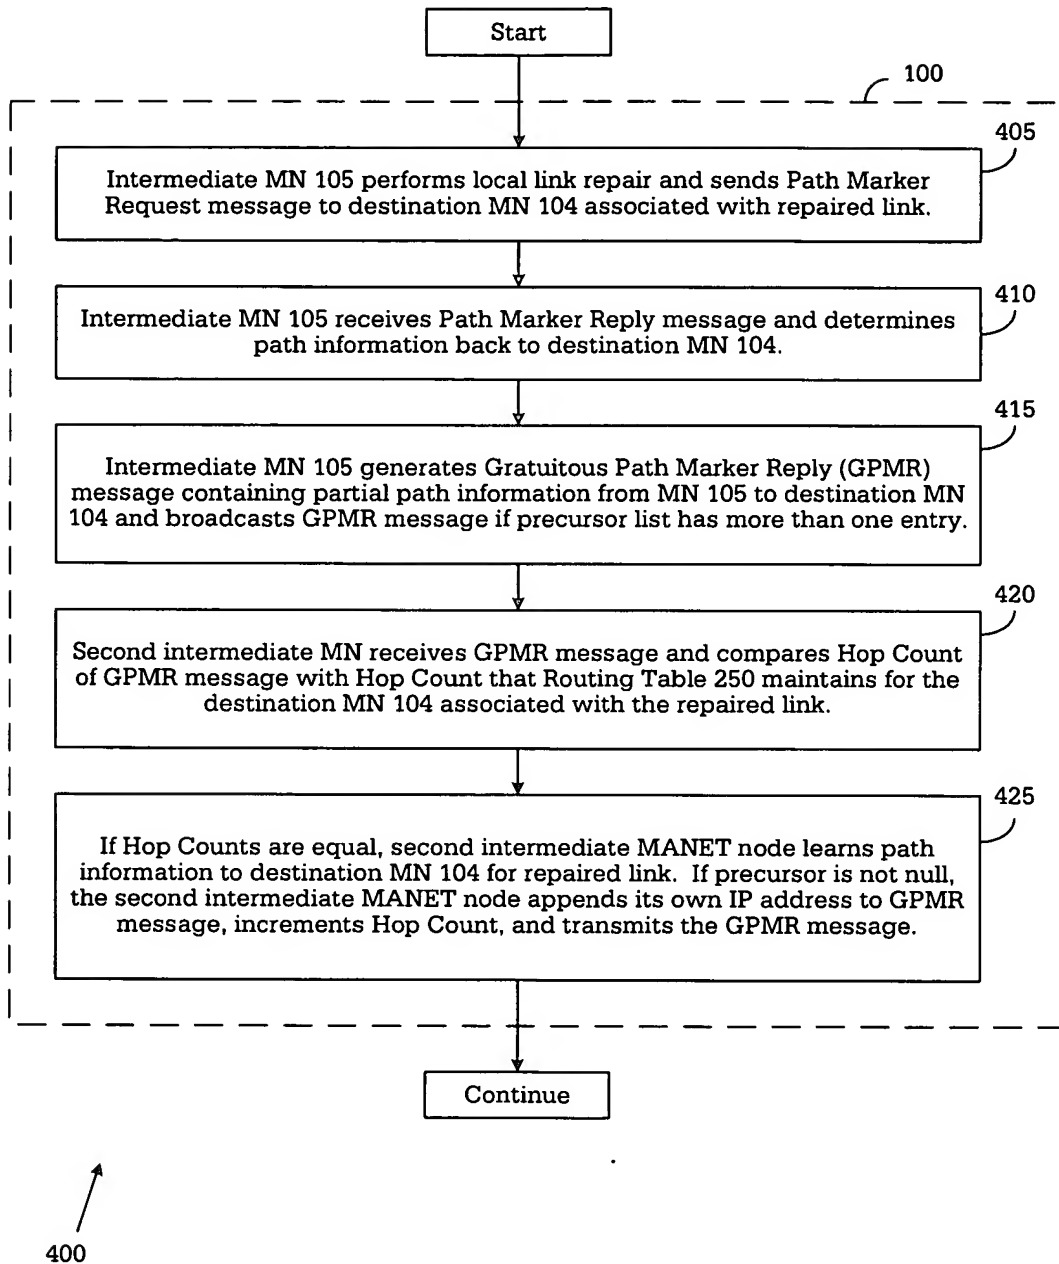 Start
100
405
Intermediate MN 105 performs local link repair and sends Path Marker
Request message to destination MN 104 associated with repaired link.
410
Intermediate MN 105 receives Path Marker Reply message and determines
path information back to destination MN 104.
415
Intermediate MN 105 generates Gratuitous Path Marker Reply (GPMR)
message containing partial path information from MN 105 to destination MN
104 and broadcasts GPMR message if precursor list has more than one entry.
420
Second intermediate MN receives GPMR message and compares Hop Count
of GPMR message with Hop Count that Routing Table 250 maintains for the
destination MN 104 associated with the repaired link.
425
If Hop Counts are equal, second intermediate MANET node learns path
information to destination MN 104 for repaired link. If precursor is not null,
the second intermediate MANET node appends its own IP address to GPMR
message, increments Hop Count, and transmits the GPMR message.
Continue
400